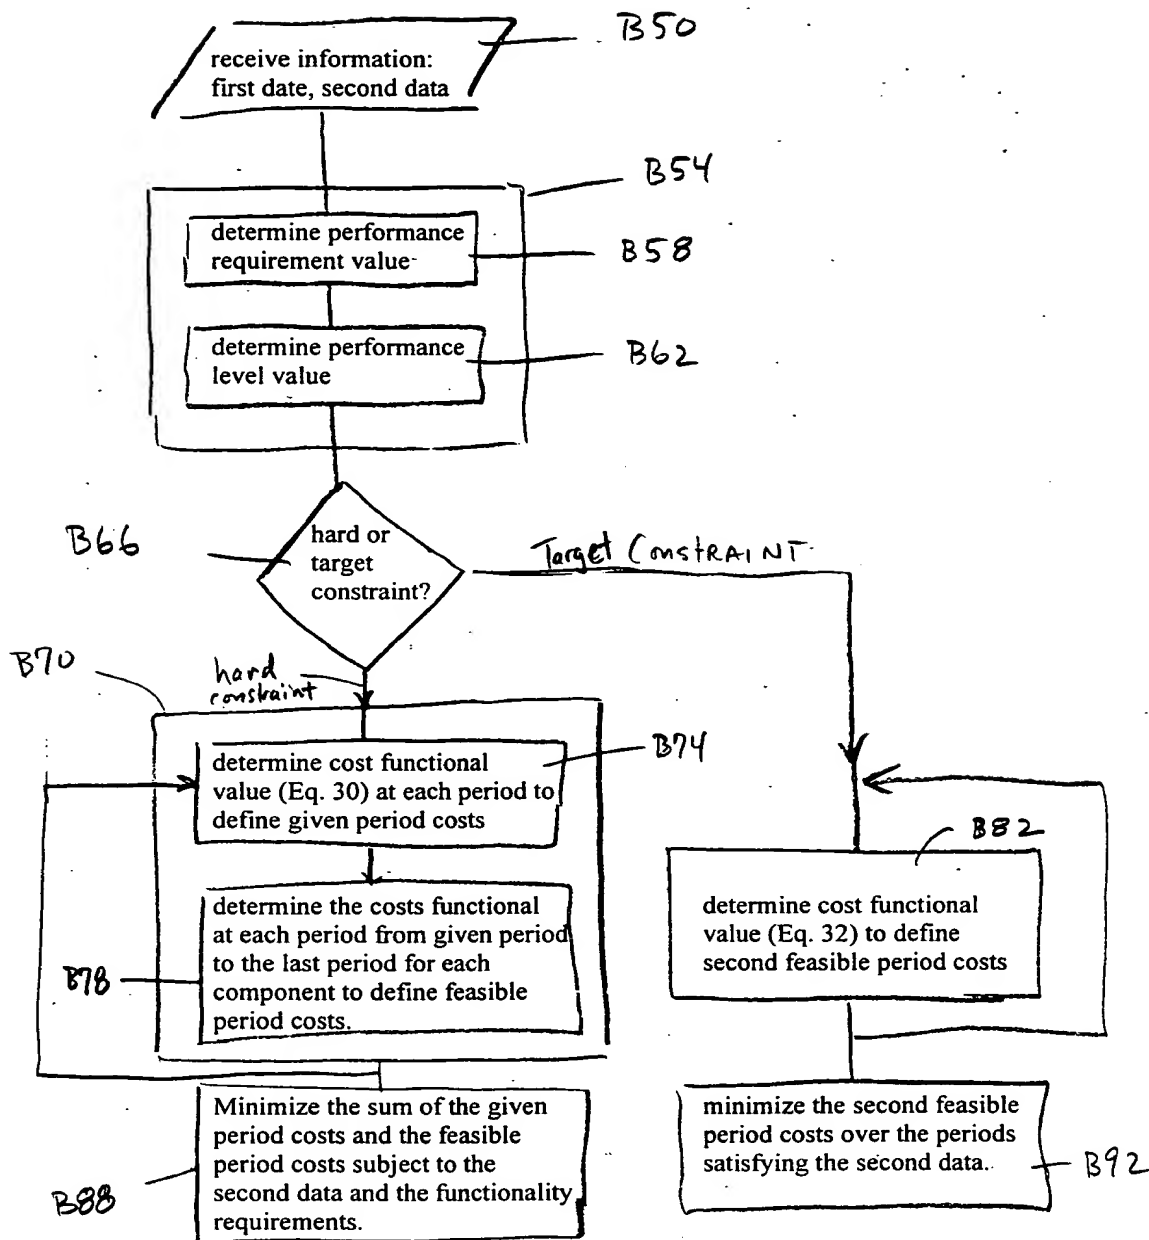 B50
receive information:
first date, second data
B54
determine performance
requirement value
B58
determine performance
level value
B62
B66
hard or
target
constraint?
Target ConstRAINT
B70
hard
constraint
B74
determine cost functional
value (Eq. 30) at each period to
define given period costs
B82
determine the costs functional
at each period from given period
to the last period for each
component to define feasible
period costs.
B78
determine cost functional
value (Eq. 32) to define
second feasible period costs
Minimize the sum of the given
period costs and the feasible
period costs subject to the
second data and the functionality
requirements.
B88
minimize the second feasible
period costs over the periods
satisfying the second data.
B92